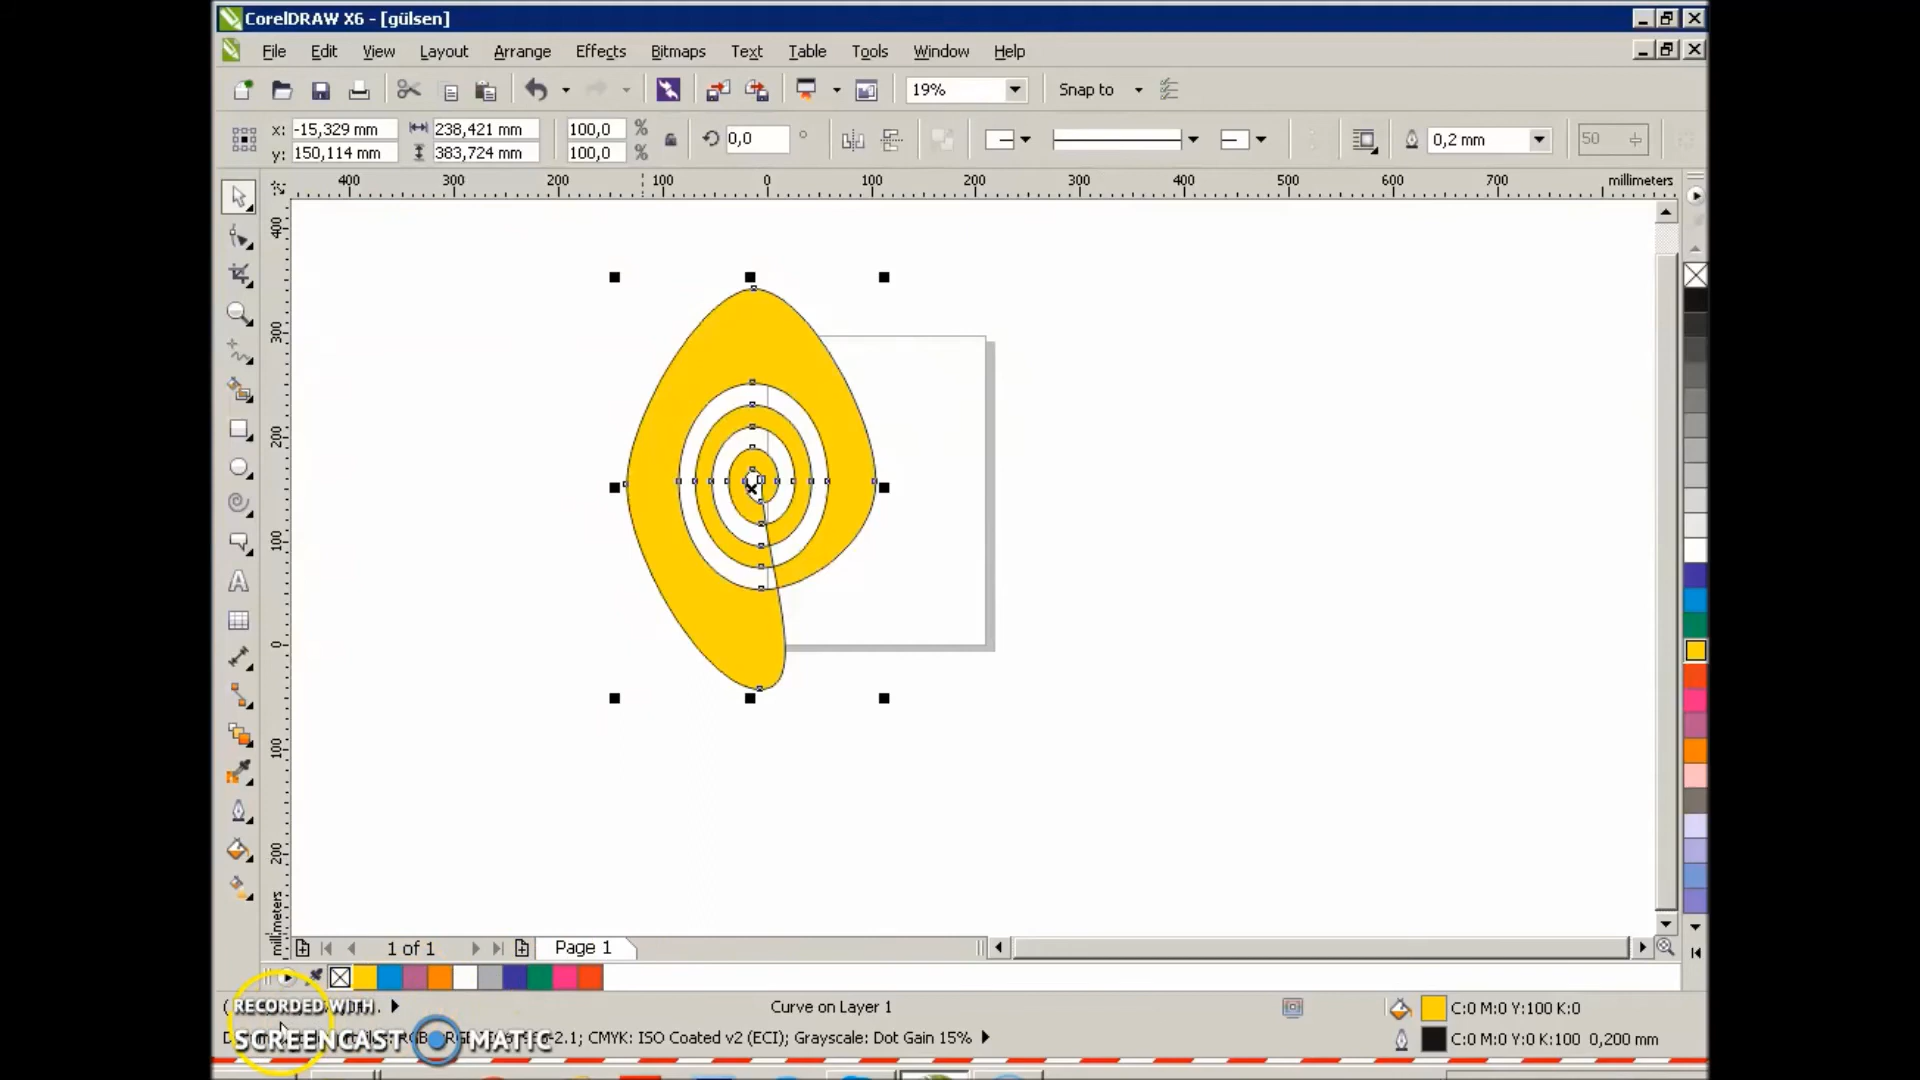 CorelDRAW X6 - [gülsen]
File Edit View Layout Arrange Effects Bitmaps Text Table Tools Window Help
19% Snap to
x: -15,329 mm 238,421 mm 100,0 % 0,0 ° 0,2 mm 50
y: 150,114 mm 383,724 mm 100,0 %
400 300 200 100 0 100 200 300 400 500 600 700 millimeters
400
300
200
100
0
100
200
millimeters
1 of 1 Page 1
RECORDED WITH Curve on Layer 1 C:0 M:0 Y:100 K:0
SCREENCAST MATIC -2.1; CMYK: ISO Coated v2 (ECI); Grayscale: Dot Gain 15% C:0 M:0 Y:0 K:100 0,200 mm